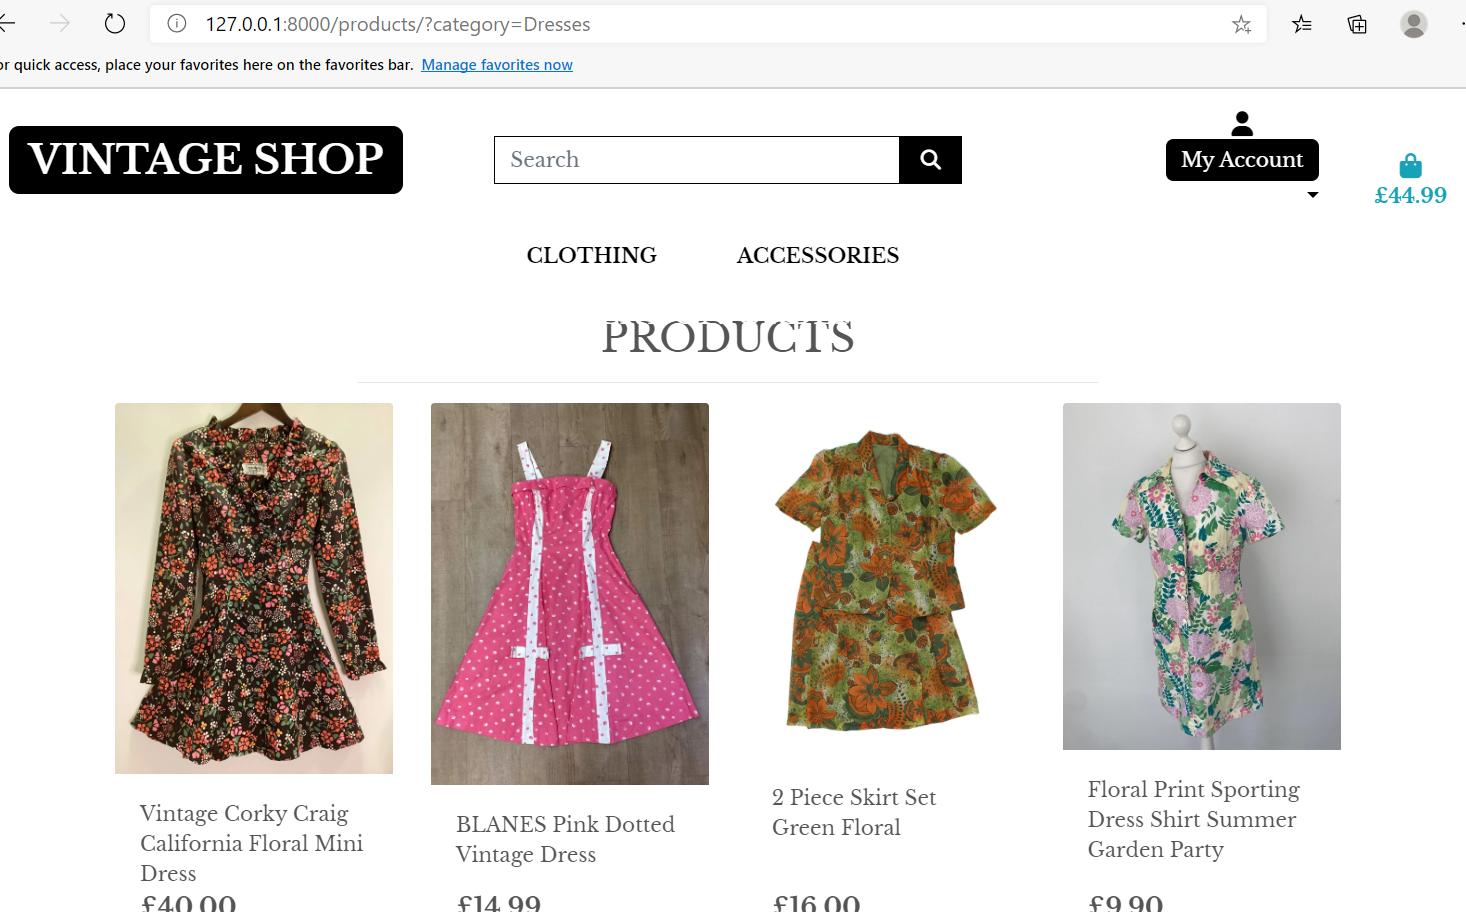 127.0.0.1:8000/products/?category=Dresses
or quick access, place your favorites here on the favorites bar. Manage favorites now
VINTAGE SHOP
Search
My Account
£44.99
CLOTHING ACCESSORIES
PRODUCTS
Vintage Corky Craig
California Floral Mini
Dress
£40.00
BLANES Pink Dotted
Vintage Dress
£14.99
2 Piece Skirt Set
Green Floral
£16.00
Floral Print Sporting
Dress Shirt Summer
Garden Party
£9.90